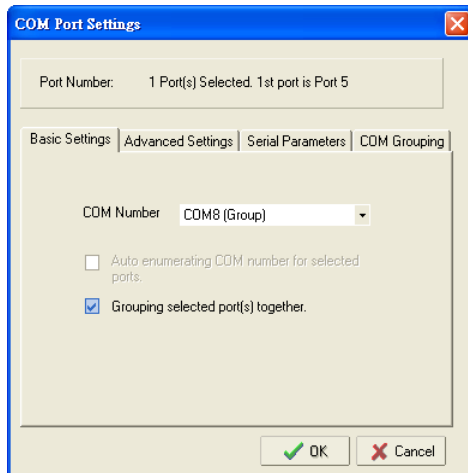 COM Port Settings
Port Number: 1 Port(s) Selected. 1st port is Port 5
Basic Settings Advanced Settings Serial Parameters COM Grouping
COM Number COM8 (Group)
Auto enumerating COM number for selected
ports.
Grouping selected port(s) together.
OK Cancel